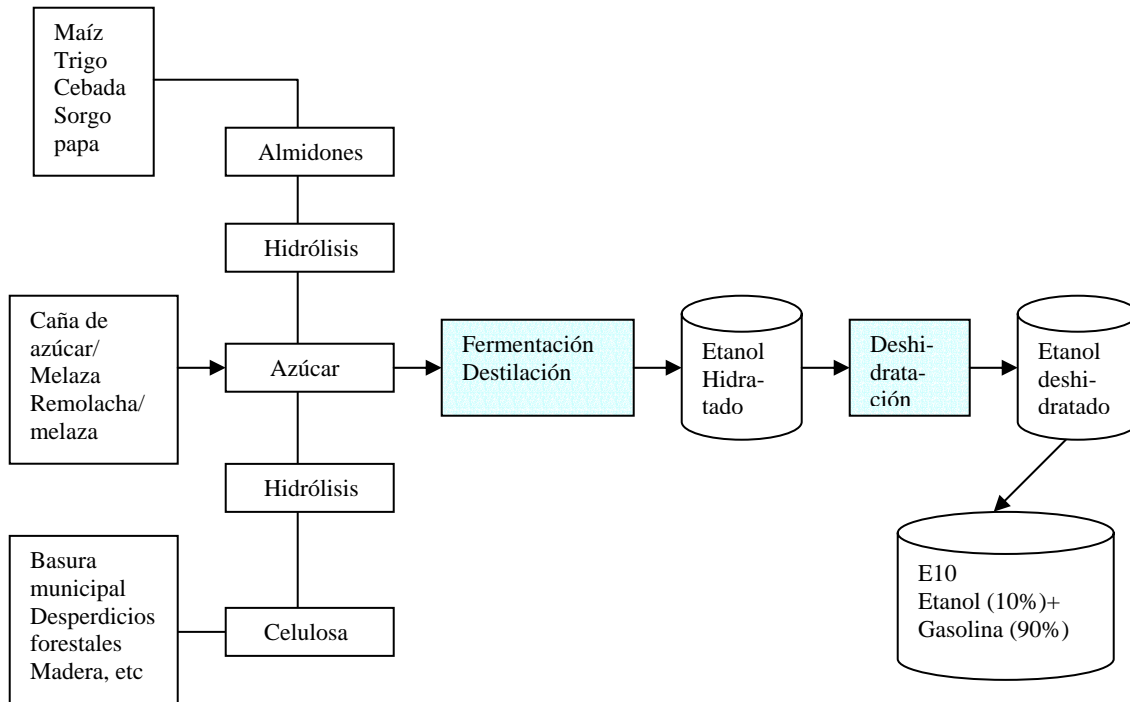 Maíz
Trigo
Cebada
Sorgo
papa
Almidones
Hidrólisis
Caña de
azúcar/
Melaza
Remolacha/
melaza
Azúcar
Fermentación
Destilación
Etanol
Hidra-
tado
Deshi-
drata-
ción
Etanol
deshi-
dratado
Hidrólisis
Basura
municipal
Desperdicios
forestales
Madera, etc
Celulosa
E10
Etanol (10%)+
Gasolina (90%)